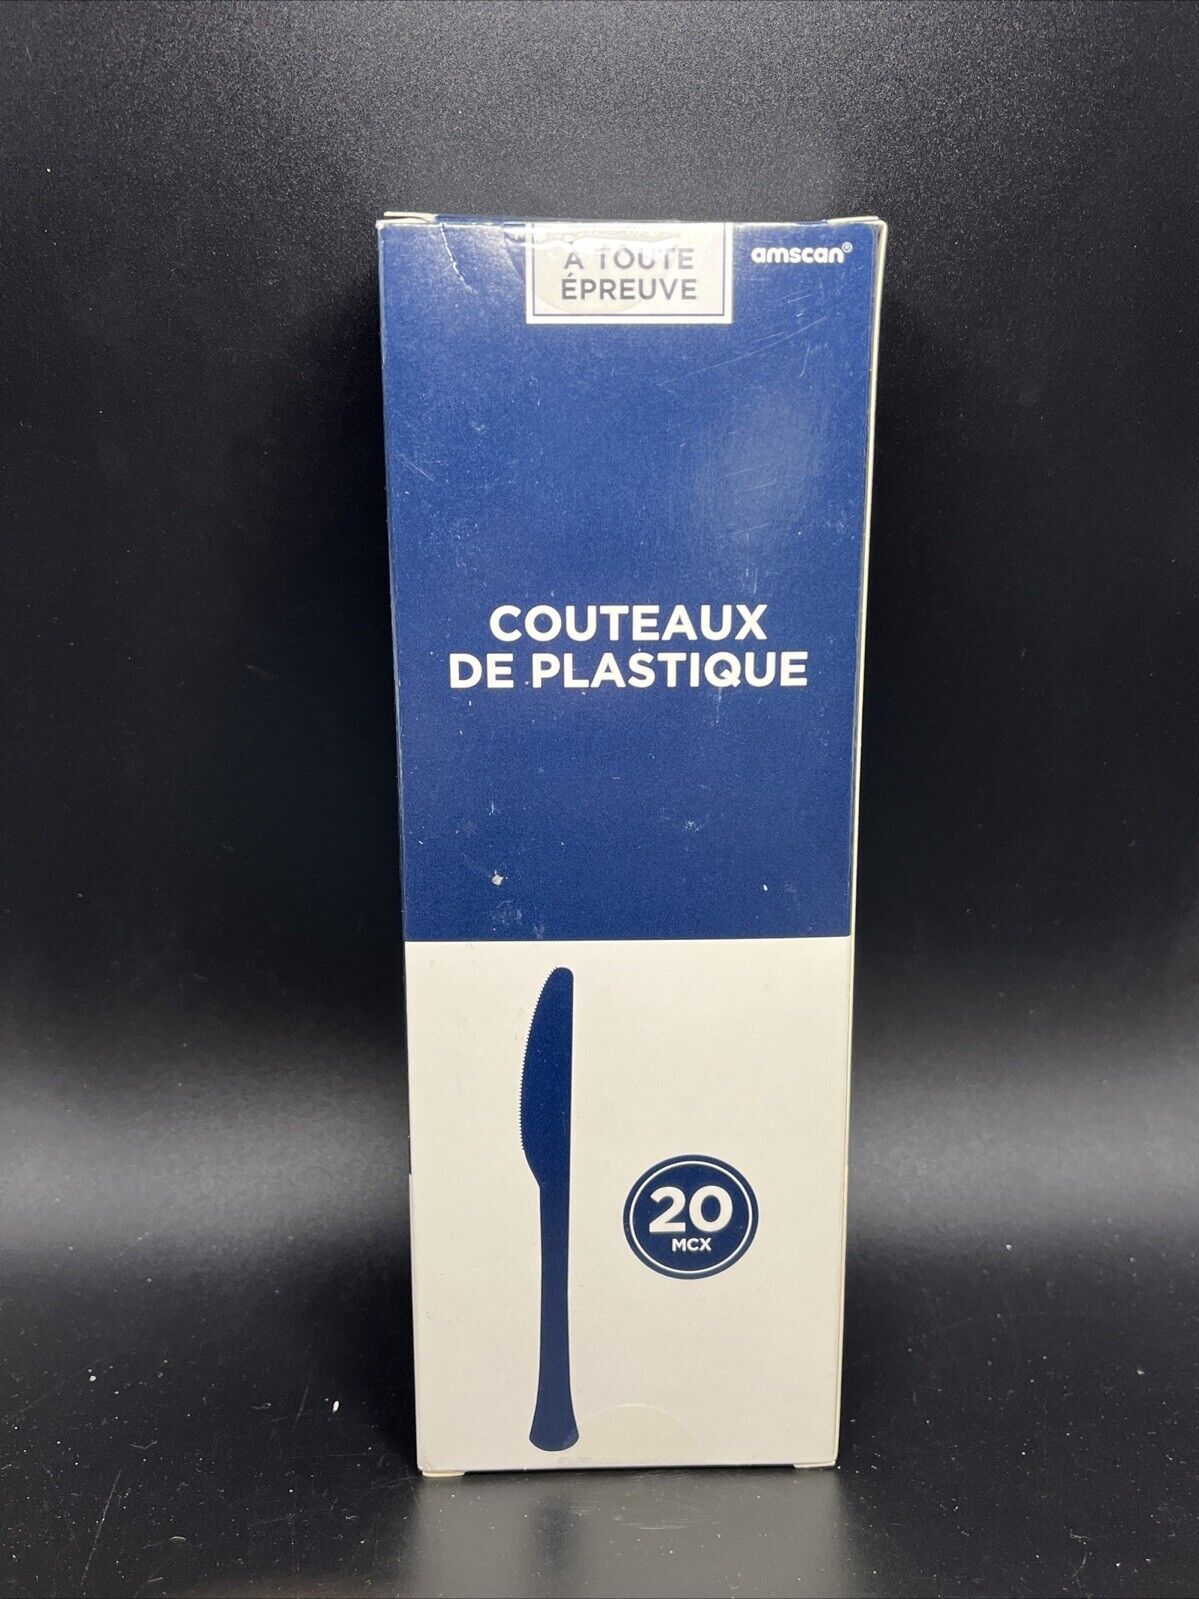 À TOUTE
ÉPREUVE
amscan®
COUTEAUX
DE PLASTIQUE
20
MCX